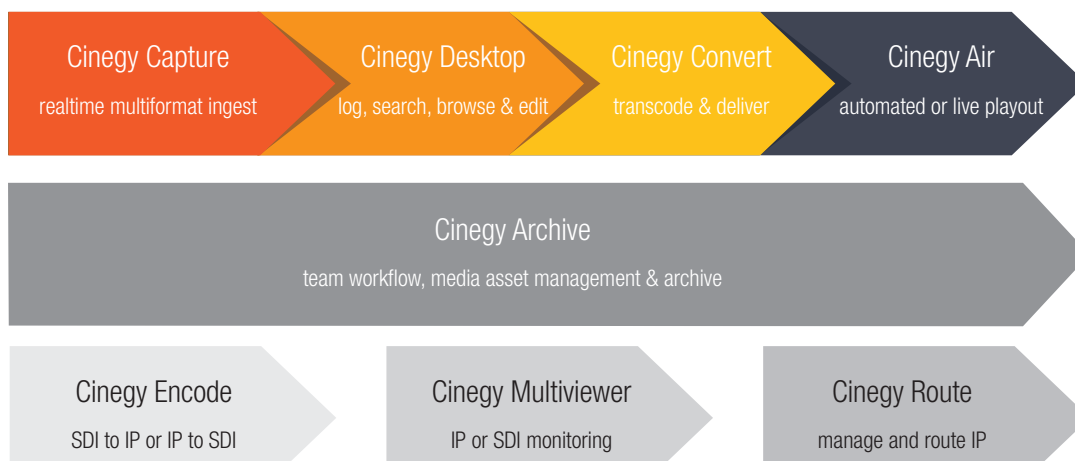 Cinegy Capture
realtime multiformat ingest
Cinegy Desktop
log, search, browse & edit
Cinegy Convert
transcode & deliver
Cinegy Air
automated or live playout
Cinegy Archive
team workflow, media asset management & archive
Cinegy Encode
SDI to IP or IP to SDI
Cinegy Multiviewer
IP or SDI monitoring
Cinegy Route
manage and route IP